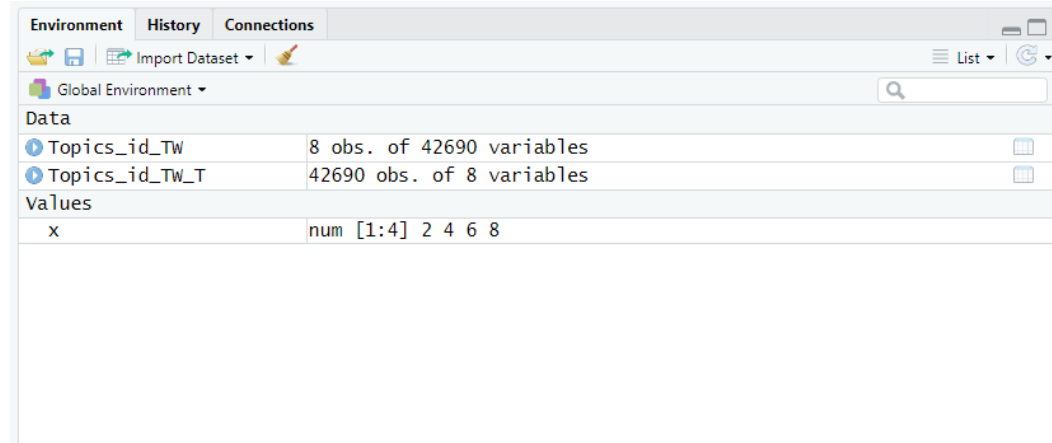 Environment History Connections
Import Dataset List
Global Environment
Data
Topics_id_TW 8 obs. of 42690 variables
Topics_id_TW_T 42690 obs. of 8 variables
Values
x num [1:4] 2 4 6 8